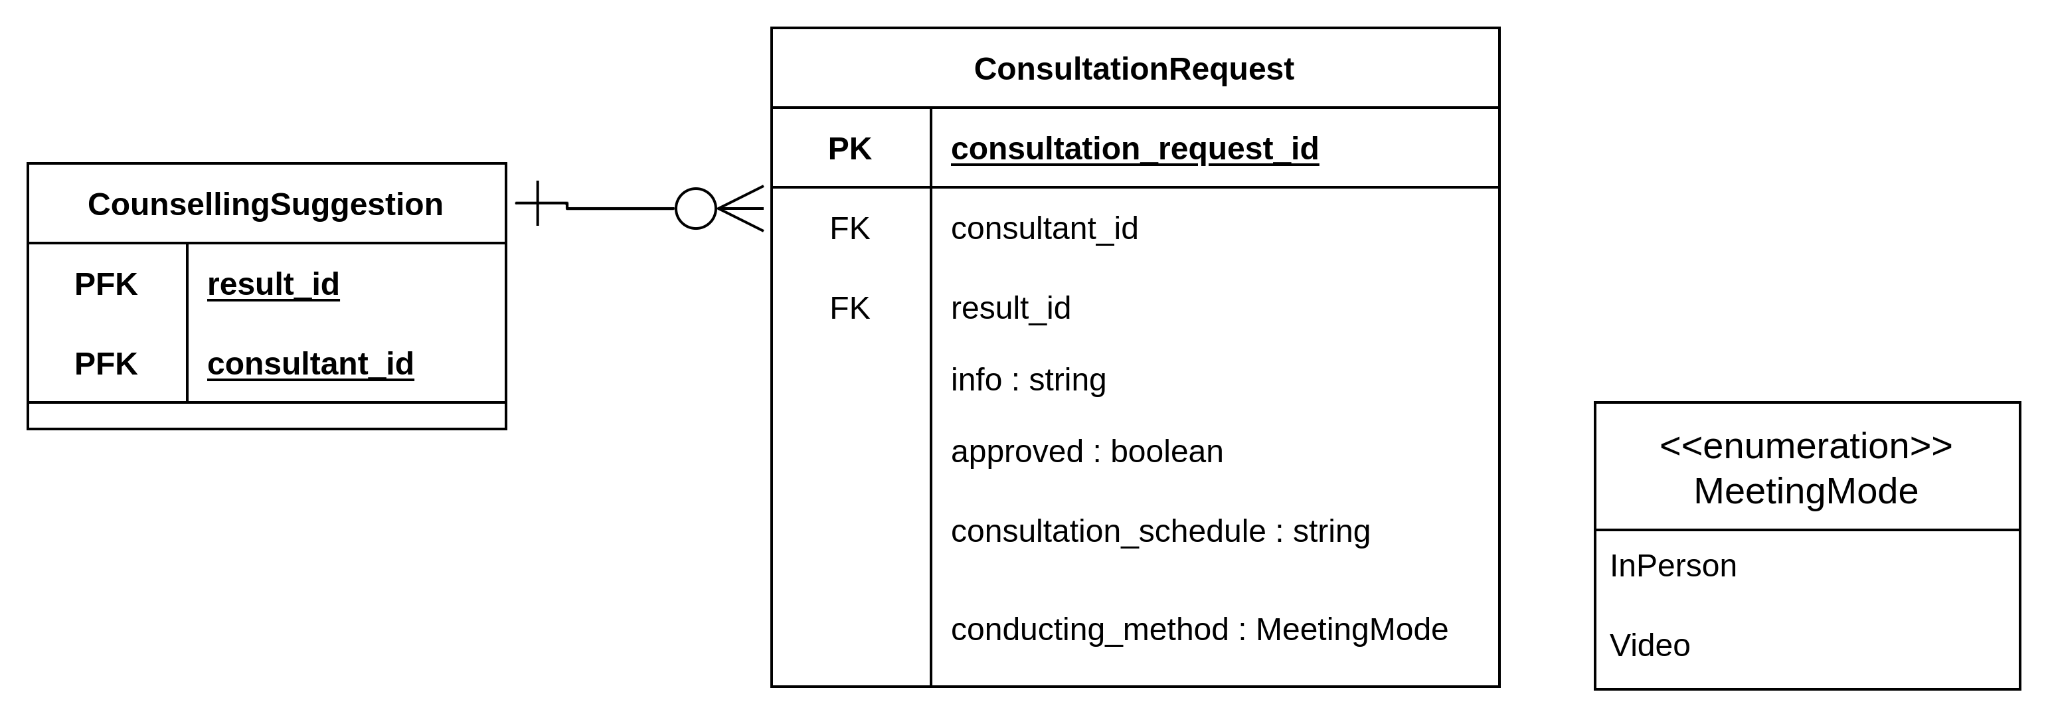 CounsellingSuggestion
PFK result_id
PFK consultant_id
ConsultationRequest
PK consultation_request_id
FK consultant_id
FK result_id
info : string
approved : boolean
consultation_schedule : string
conducting_method : MeetingMode
<<enumeration>>
MeetingMode
InPerson
Video